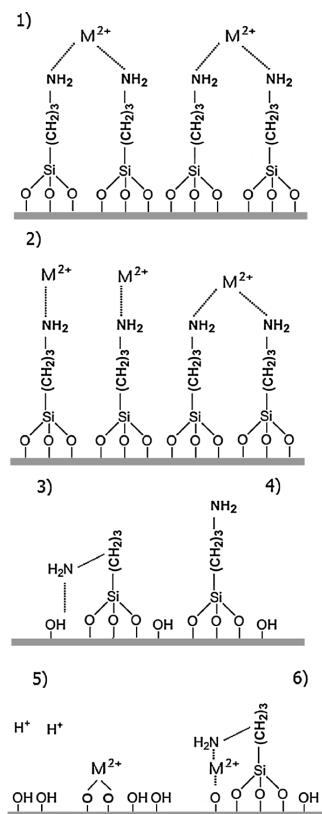 1)
M2+ M2+
NH2 NH2 NH2 NH2
(CH2)3 (CH2)3 (CH2)3 (CH2)3
Si Si Si Si
O O O O O O O O O O O O
2)
M2+ M2+ M2+
NH2 NH2 NH2 NH2
(CH2)3 (CH2)3 (CH2)3 (CH2)3
Si Si Si Si
O O O O O O O O O O O O
3) 4)
NH2
(CH2)3 (CH2)3
H2N
Si Si
OH O O O OH O O O OH
5) 6)
(CH2)3
H+ H+ H2N
M2+ M2+ Si
OH OH O O OH OH O O O O OH